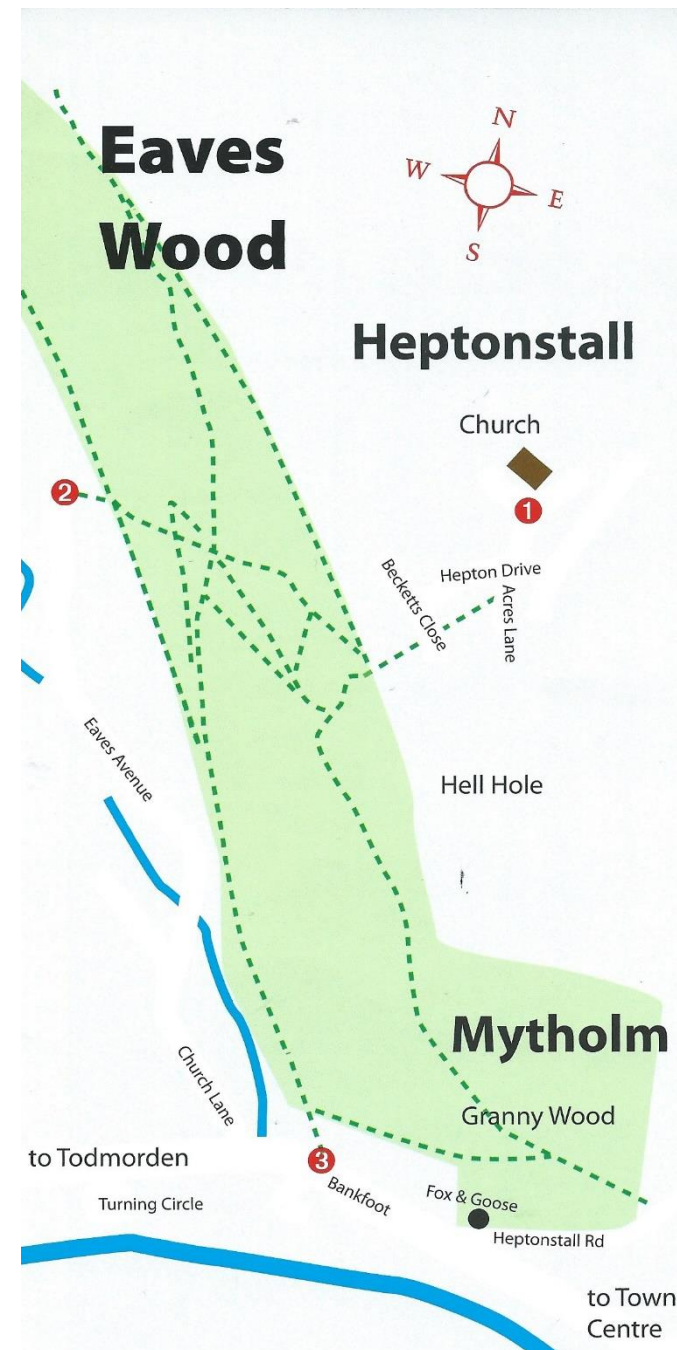 Eaves
Wood
N
W
E
S
Heptonstall
Church
2
1
Becketts Close
Hepton Drive
Acres Lane
Eaves Avenue
Hell Hole
Mytholm
Church Lane
Granny Wood
to Todmorden
3
Bankfoot
Fox & Goose
Turning Circle
Heptonstall Rd
to Town
Centre